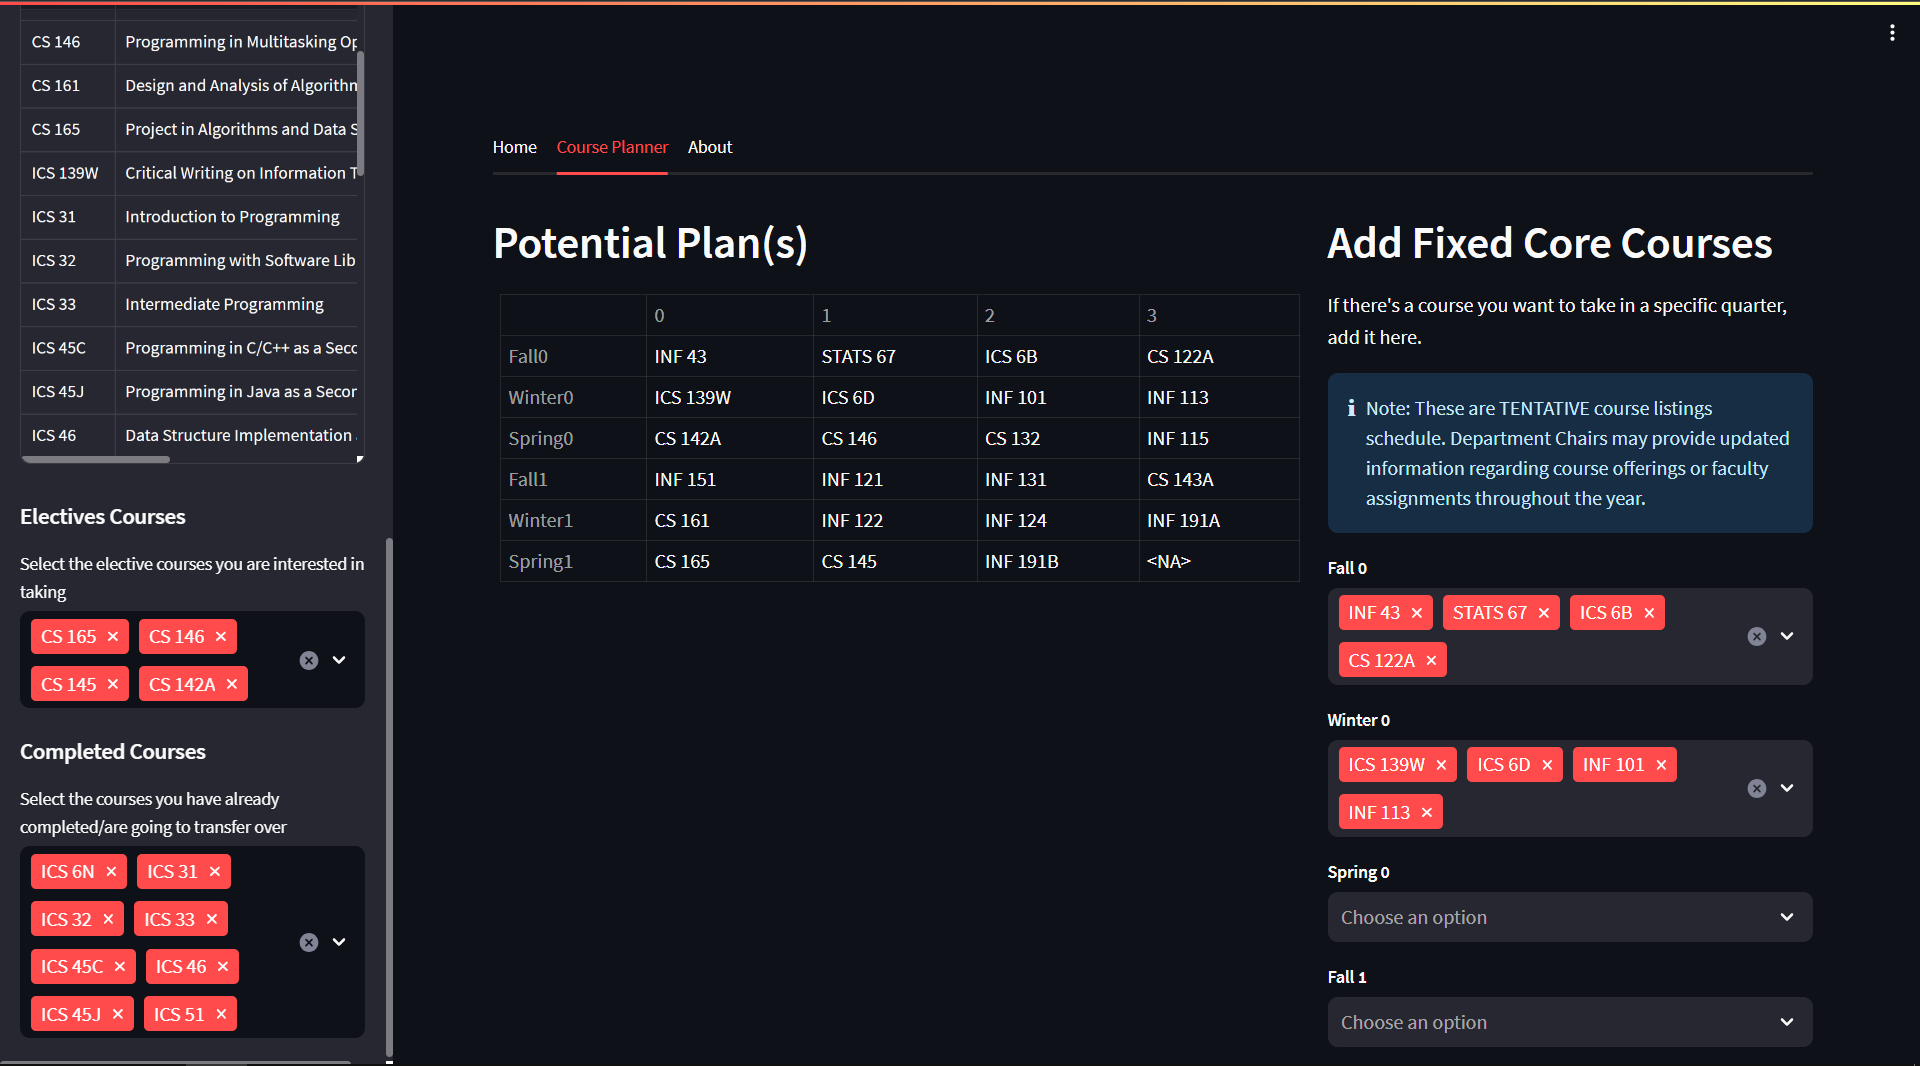 CS 146 Programming in Multitasking Op
CS 161 Design and Analysis of Algorithm
CS 165 Project in Algorithms and Data S
ICS 139W Critical Writing on Information T
ICS 31 Introduction to Programming
ICS 32 Programming with Software Lib
ICS 33 Intermediate Programming
ICS 45C Programming in C/C++ as a Seco
ICS 45J Programming in Java as a Secon
ICS 46 Data Structure Implementation
Electives Courses
Select the elective courses you are interested in
taking
CS 165 CS 146
CS 145 CS 142A
Completed Courses
Select the courses you have already
completed/are going to transfer over
ICS 6N ICS 31
ICS 32 ICS 33
ICS 45C ICS 46
ICS 45J ICS 51
Home Course Planner About
Potential Plan(s)
0 1 2 3
Fall0 INF 43 STATS 67 ICS 6B CS 122A
Winter0 ICS 139W ICS 6D INF 101 INF 113
Spring0 CS 142A CS 146 CS 132 INF 115
Fall1 INF 151 INF 121 INF 131 CS 143A
Winter1 CS 161 INF 122 INF 124 INF 191A
Spring1 CS 165 CS 145 INF 191B <NA>
Add Fixed Core Courses
If there's a course you want to take in a specific quarter,
add it here.
Note: These are TENTATIVE course listings
schedule. Department Chairs may provide updated
information regarding course offerings or faculty
assignments throughout the year.
Fall 0
INF 43 STATS 67 ICS 6B
CS 122A
Winter 0
ICS 139W ICS 6D INF 101
INF 113
Spring 0
Choose an option
Fall 1
Choose an option